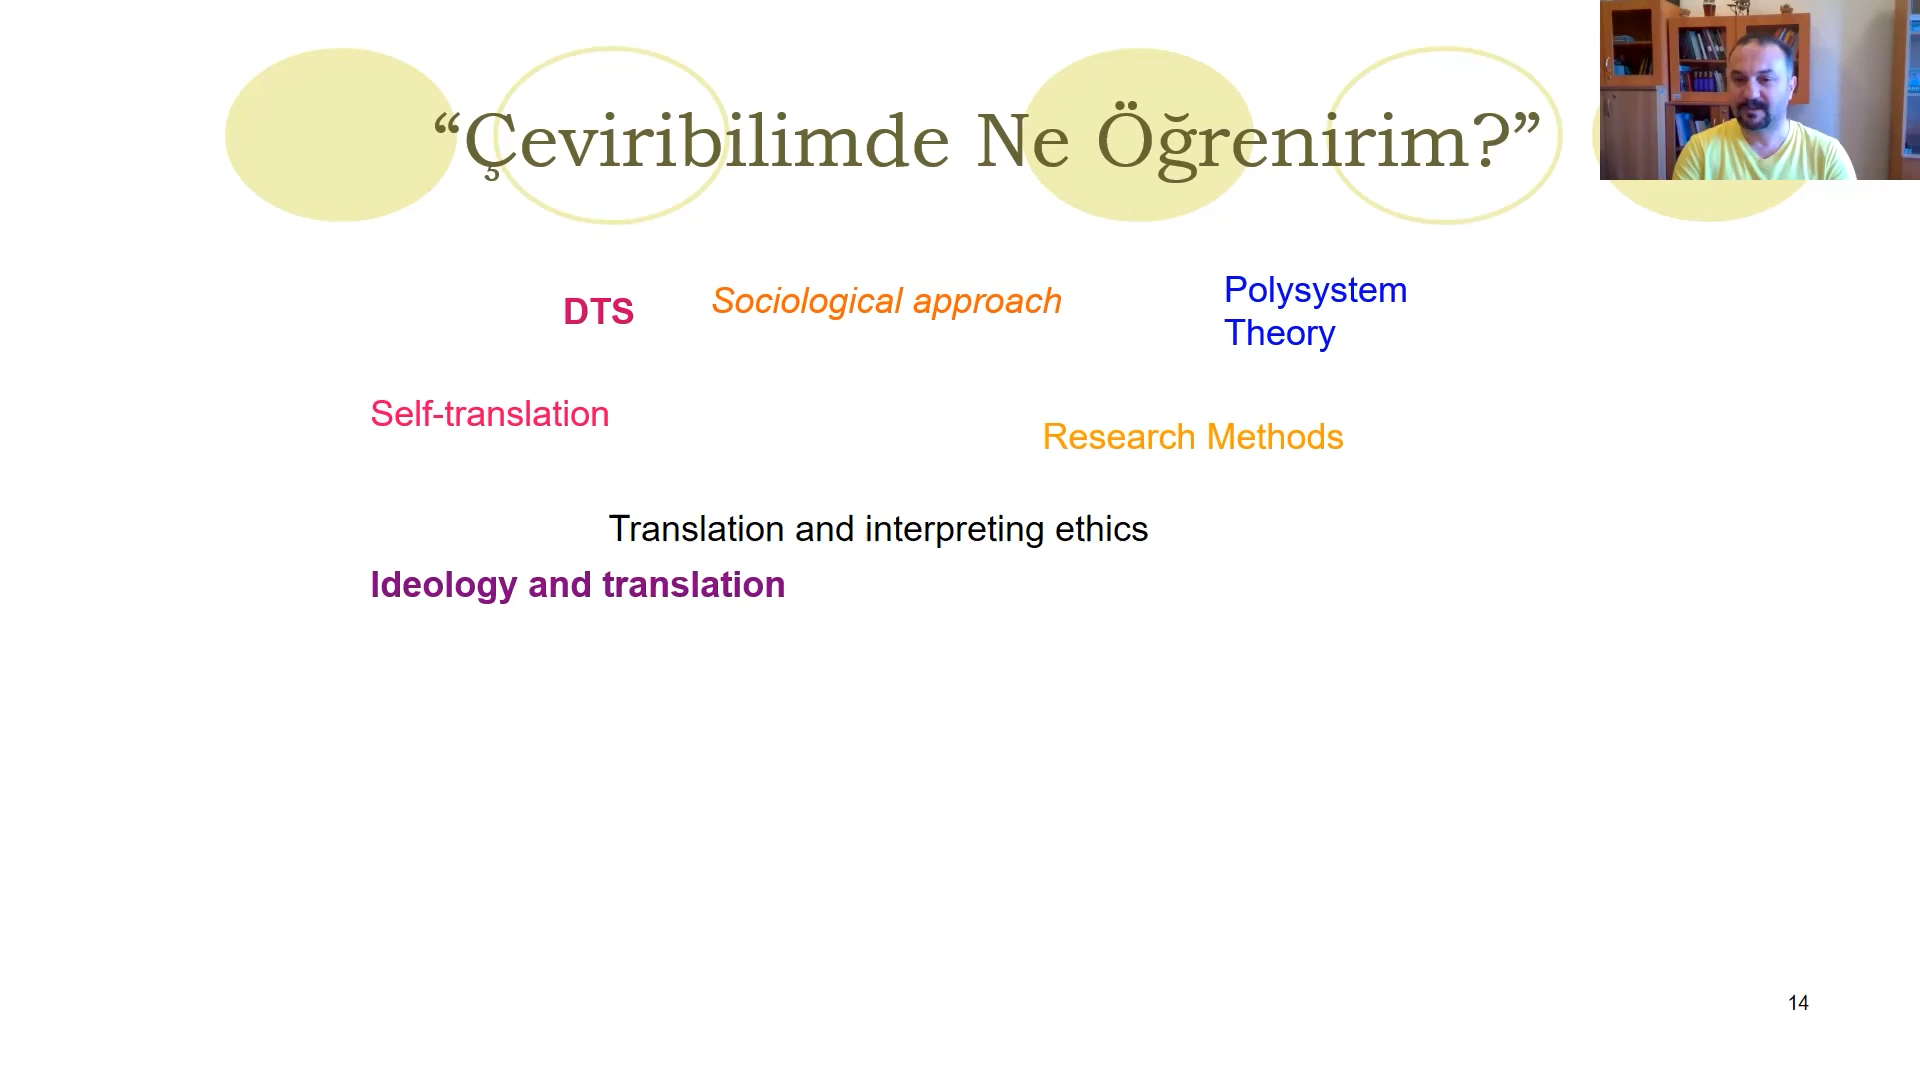 “Çeviribilimde Ne Öğrenirim?”
DTS
Sociological approach
Polysystem
Theory
Self-translation
Research Methods
Translation and interpreting ethics
Ideology and translation
14